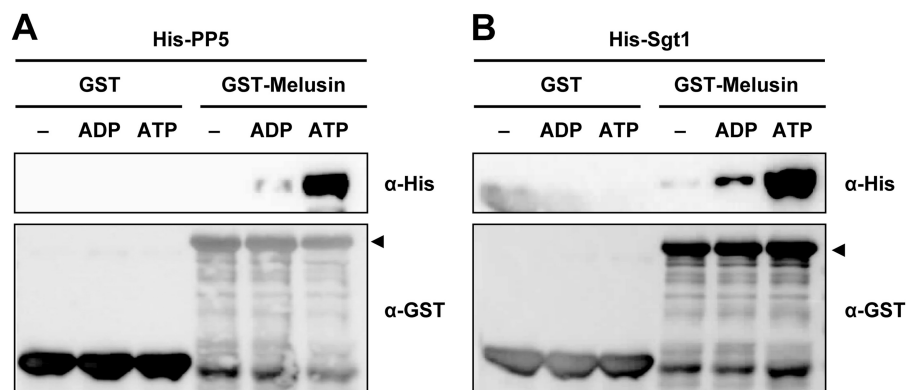 A
His-PP5
GST GST-Melusin
– ADP ATP – ADP ATP
α-His
α-GST
B
His-Sgt1
GST GST-Melusin
– ADP ATP – ADP ATP
α-His
α-GST